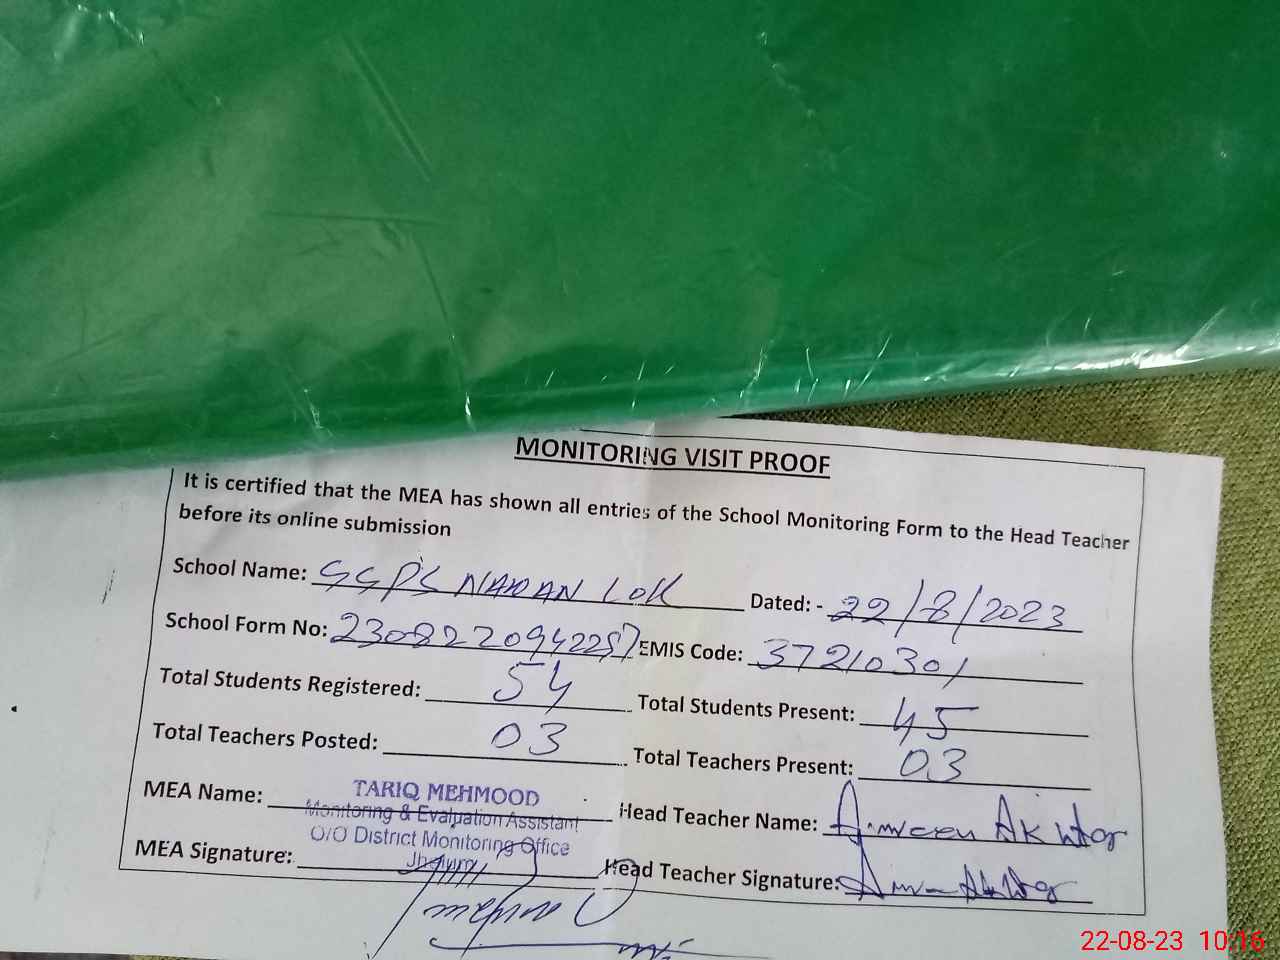 MONITORING VISIT PROOF
It is certified that the MEA has shown all entries of the School Monitoring Form to the Head Teacher
before its online submission
School Name: GGPS NARAN LOK Dated: - 22/8/2023
School Form No: 2308220942257 EMIS Code: 37210301
Total Students Registered: 54 Total Students Present: 45
Total Teachers Posted: 03 Total Teachers Present: 03
MEA Name: TARIQ MEHMOOD Head Teacher Name: Akhtar
Monitoring & Evaluation Assistant
O/O District Monitoring Office
Jhelum
MEA Signature: Head Teacher Signature:
22-08-23 10:16